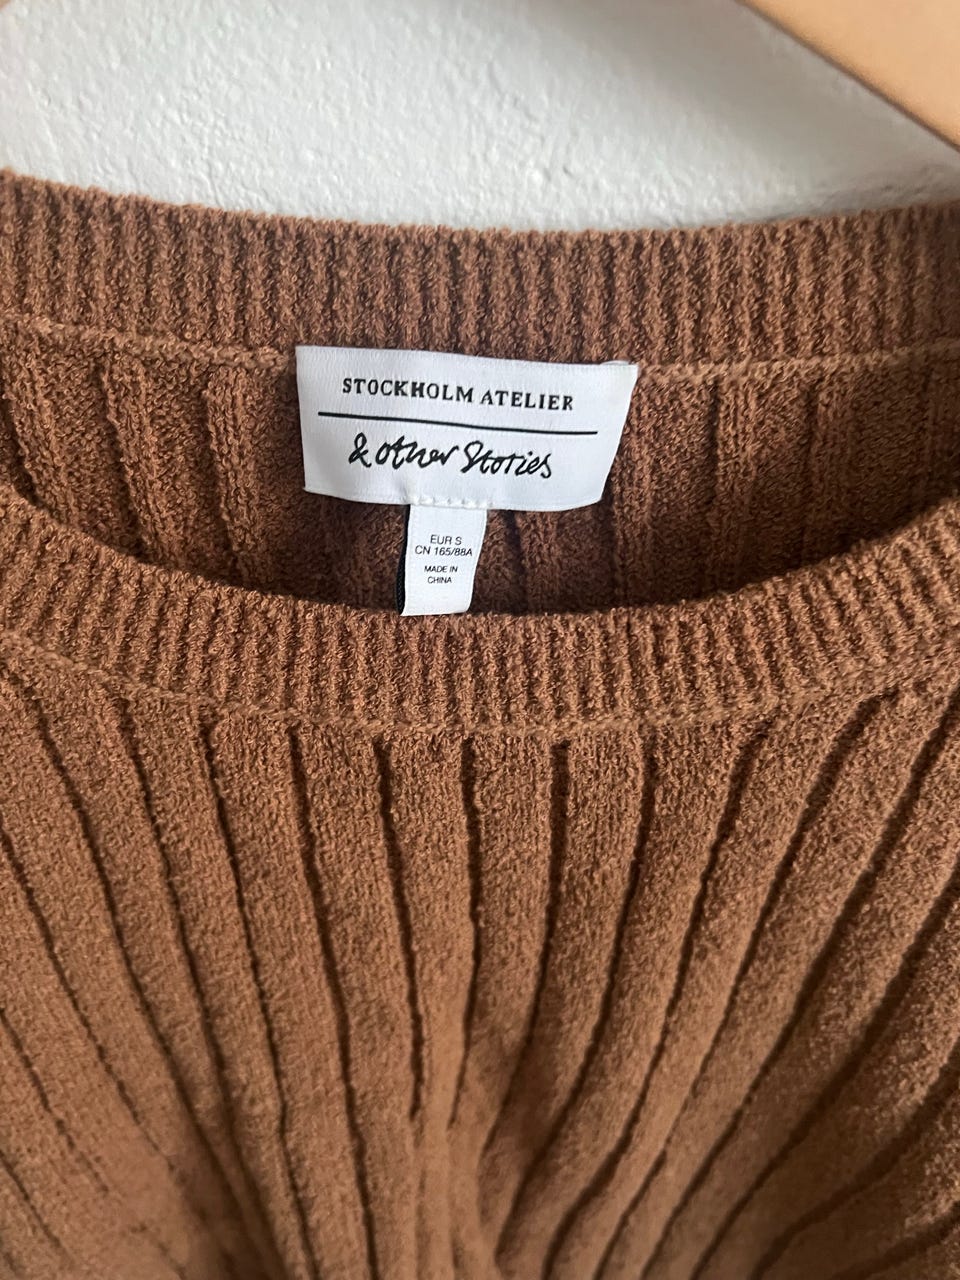 STOCKHOLM ATELIER
& other Stories
EUR S
CN 165/88A
MADE IN
CHINA